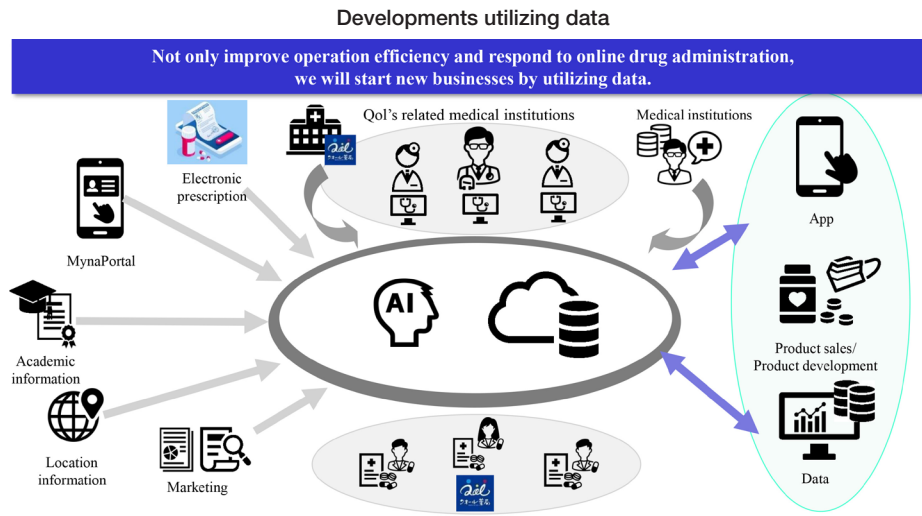 Developments utilizing data
Not only improve operation efficiency and respond to online drug administration,
we will start new businesses by utilizing data.
Qol's related medical institutions
Medical institutions
Electronic
prescription
MynaPortal
App
AI
Academic
information
Product sales/
Product development
Location
information
Marketing
Data